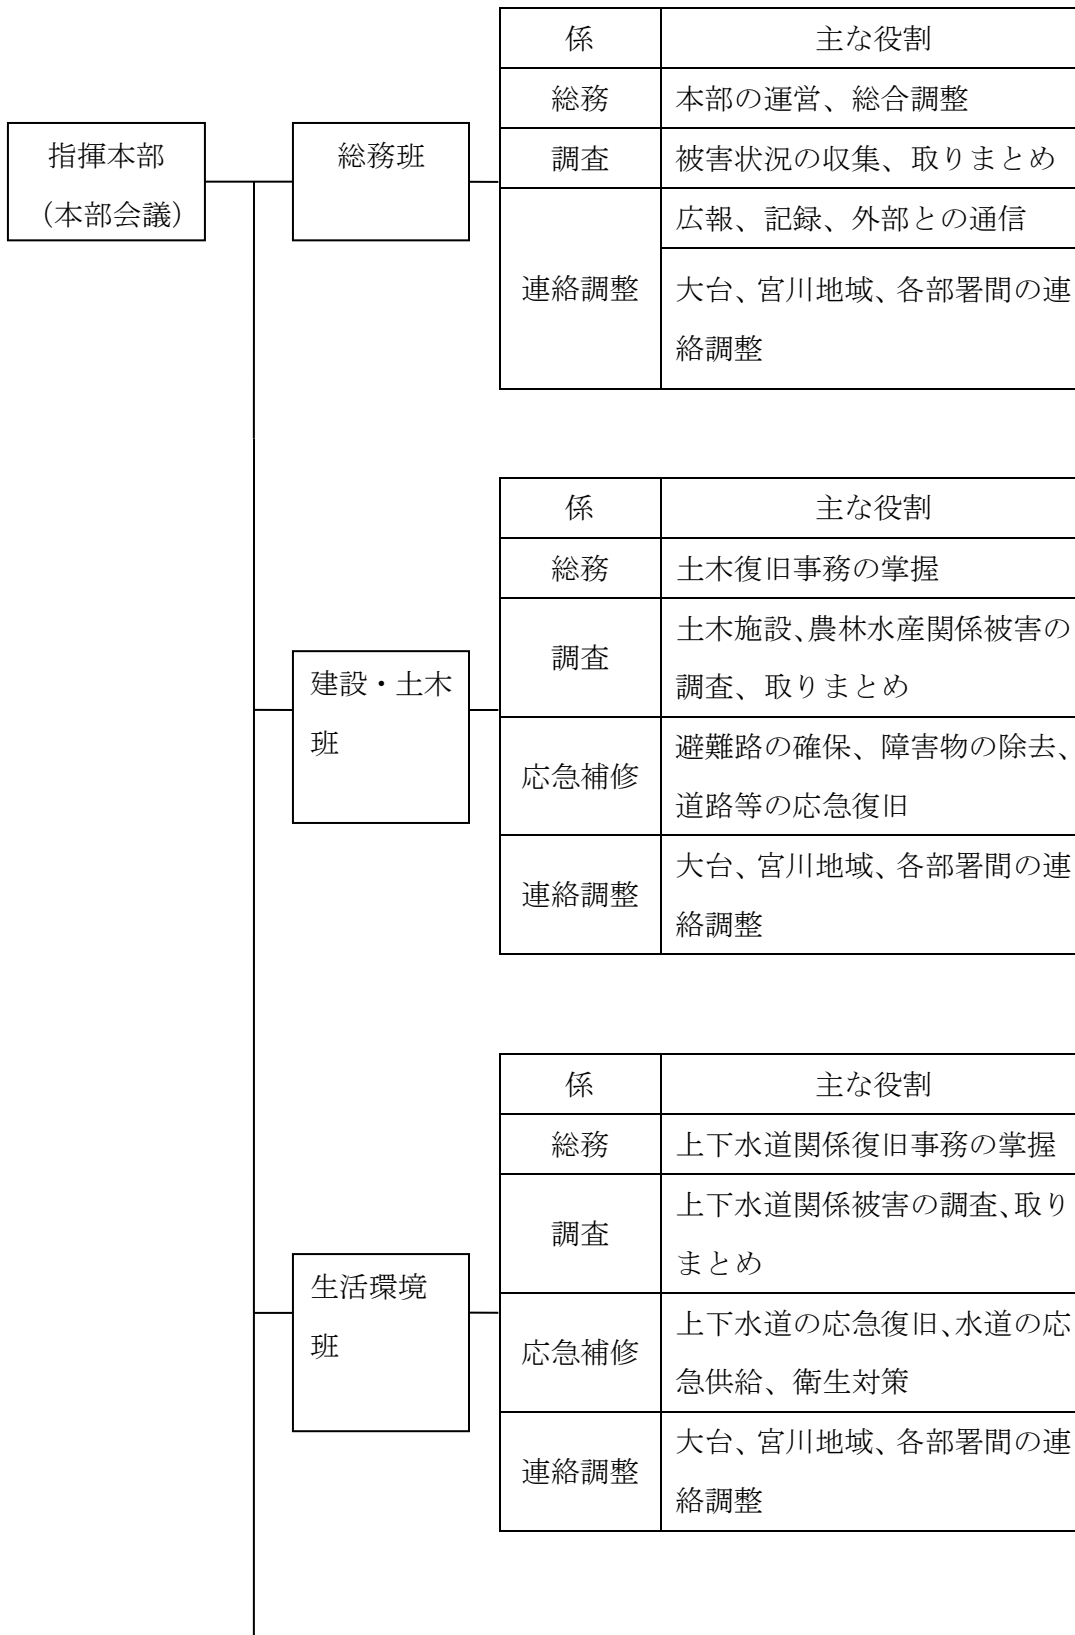 指揮本部
（本部会議）
総務班
係 主な役割
総務 本部の運営、総合調整
調査 被害状況の収集、取りまとめ
連絡調整
広報、記録、外部との通信
大台、宮川地域、各部署間の連
絡調整
建設・土木
班
係 主な役割
総務 土木復旧事務の掌握
調査
土木施設、農林水産関係被害の
調査、取りまとめ
応急補修
避難路の確保、障害物の除去、
道路等の応急復旧
連絡調整
大台、宮川地域、各部署間の連
絡調整
生活環境
班
係 主な役割
総務 上下水道関係復旧事務の掌握
調査
上下水道関係被害の調査、取り
まとめ
応急補修
上下水道の応急復旧、水道の応
急供給、衛生対策
連絡調整
大台、宮川地域、各部署間の連
絡調整